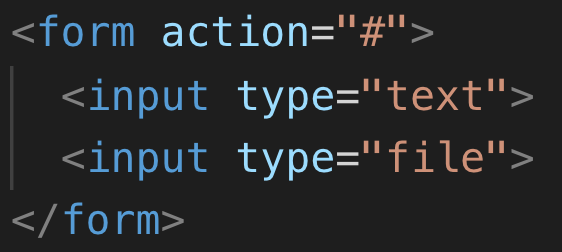 <form action="#">
  <input type="text">
  <input type="file">
</form>